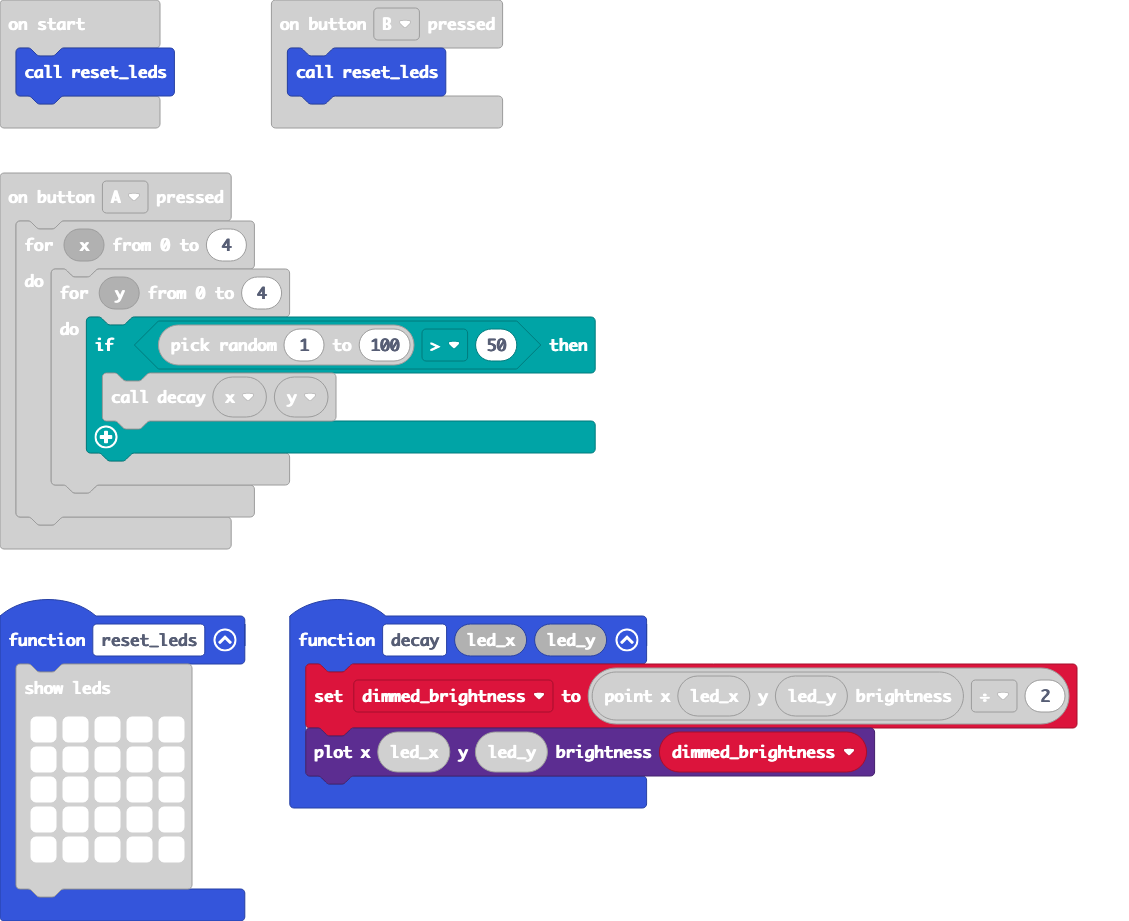 on start
call reset_leds
on button B pressed
call reset_leds
on button A pressed
for x from 0 to 4
do
for y from 0 to 4
do
if pick random 1 to 100 > 50 then
call decay x y
function reset_leds
show leds
function decay led_x led_y
set dimmed_brightness to point x led_x y led_y brightness ÷ 2
plot x led_x y led_y brightness dimmed_brightness